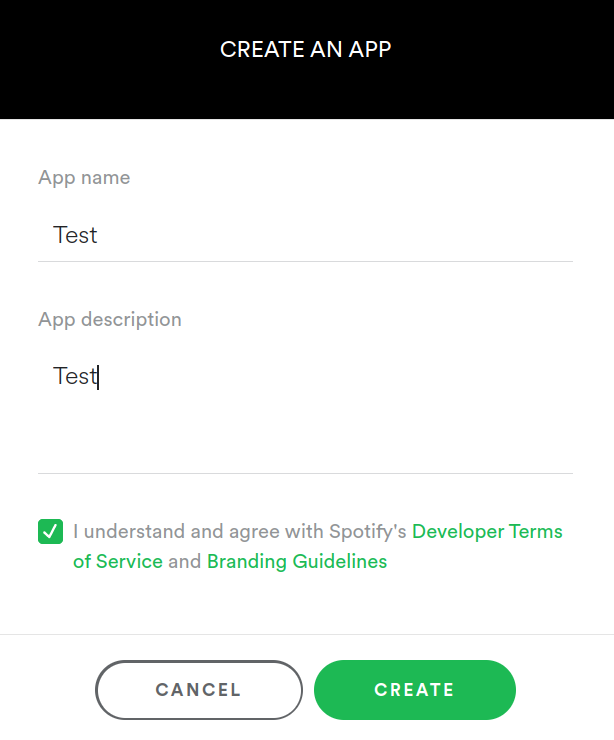 CREATE AN APP
App name
Test
App description
Test
I understand and agree with Spotify's Developer Terms
of Service and Branding Guidelines
CANCEL
CREATE